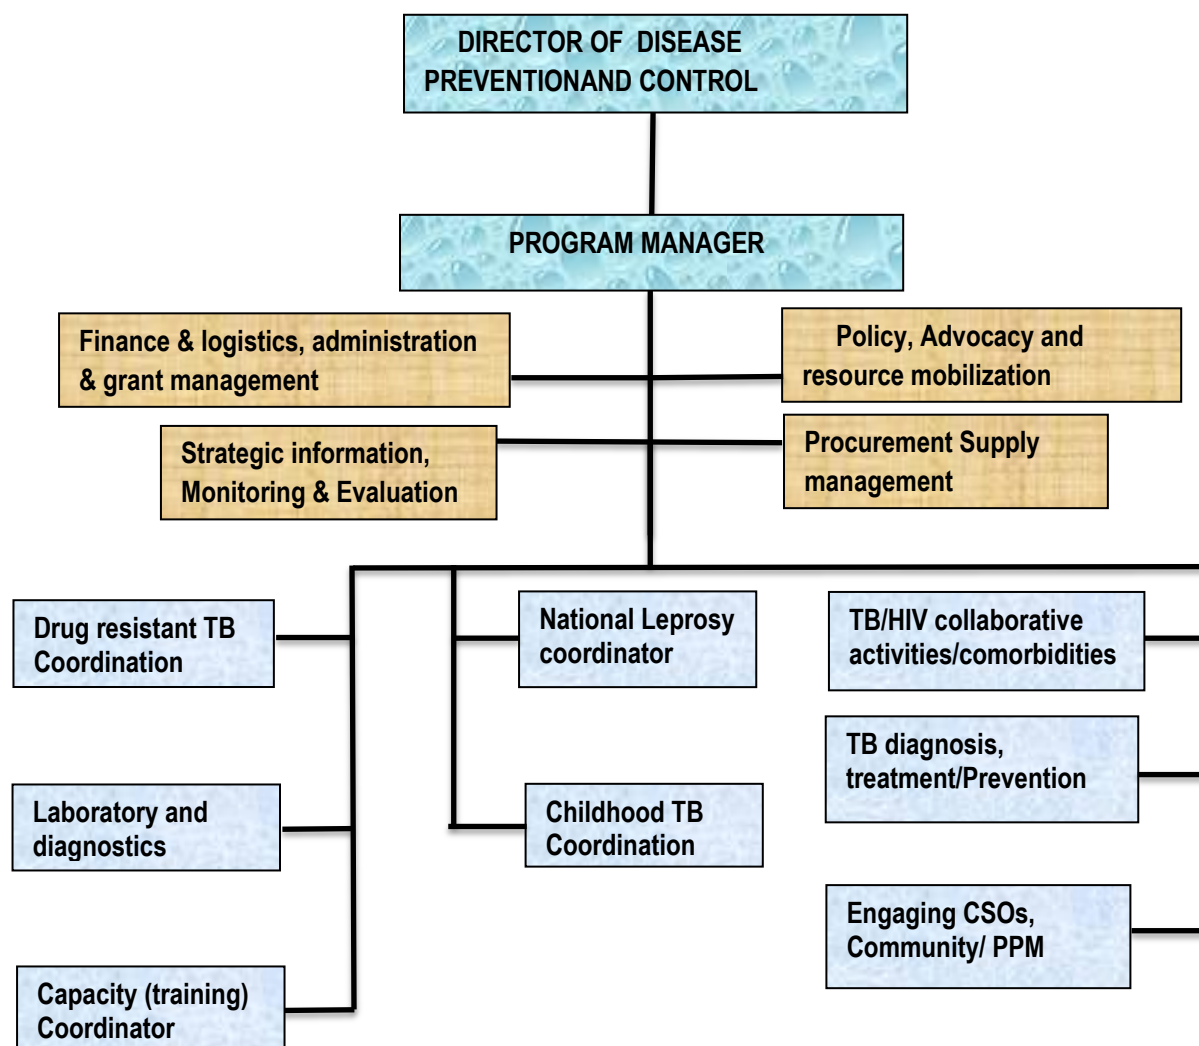 DIRECTOR OF DISEASE
PREVENTIONAND CONTROL
PROGRAM MANAGER
Finance & logistics, administration
& grant management
Policy, Advocacy and
resource mobilization
Strategic information,
Monitoring & Evaluation
Procurement Supply
management
Drug resistant TB
Coordination
National Leprosy
coordinator
TB/HIV collaborative
activities/comorbidities
TB diagnosis,
treatment/Prevention
Laboratory and
diagnostics
Childhood TB
Coordination
Engaging CSOs,
Community/ PPM
Capacity (training)
Coordinator